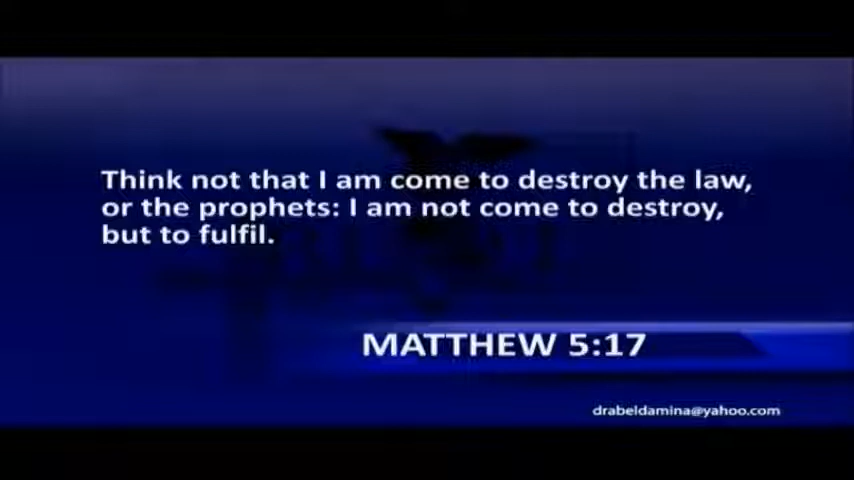 Think not that I am come to destroy the law,
or the prophets: I am not come to destroy,
but to fulfil.
MATTHEW 5:17
drabeldamina@yahoo.com